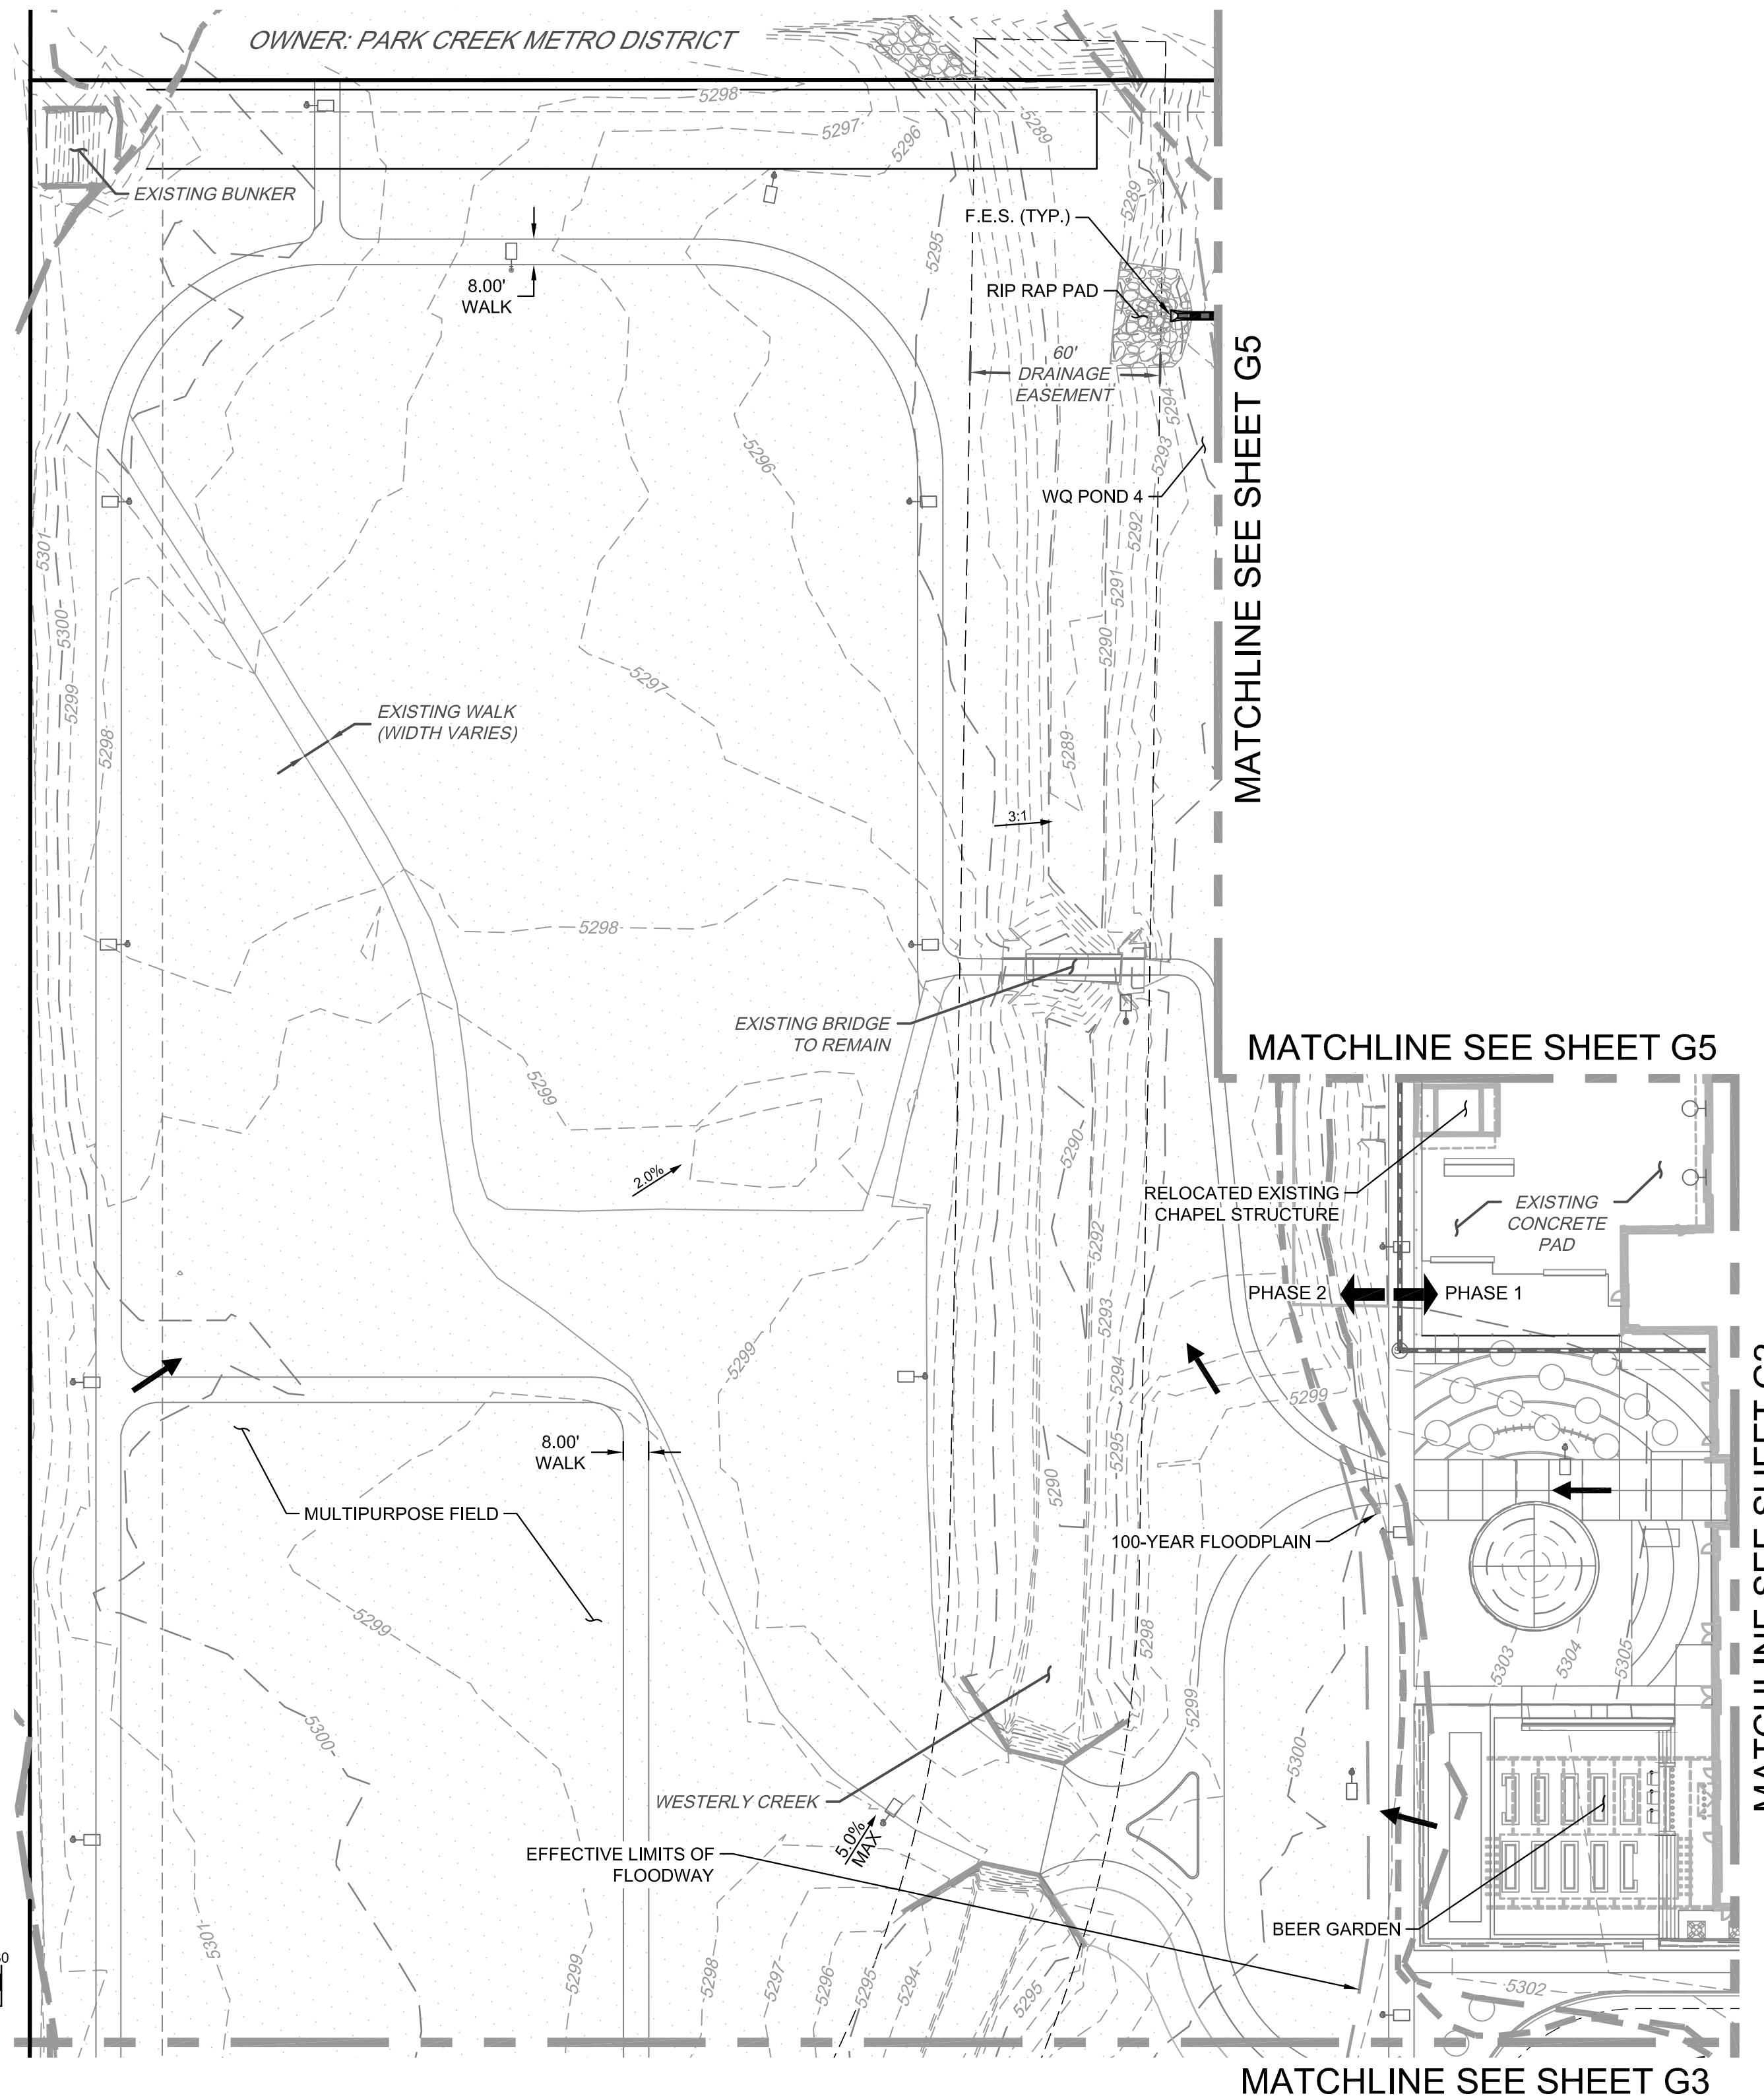 OWNER: PARK CREEK METRO DISTRICT
5298
5297
5296
5289
EXISTING BUNKER
F.E.S. (TYP.)
5289
5295
8.00'
WALK
RIP RAP PAD
60'
DRAINAGE
EASEMENT
MATCHLINE SEE SHEET G5
5294
5293
5296
WQ POND 4
5292
5301
5291
5300
5290
5299
5297
EXISTING WALK
(WIDTH VARIES)
5298
5289
3:1
5298
EXISTING BRIDGE
TO REMAIN
MATCHLINE SEE SHEET G5
5299
5290
2.0%
RELOCATED EXISTING
CHAPEL STRUCTURE
EXISTING
CONCRETE
PAD
5292
PHASE 2
PHASE 1
5293
5299
5294
5299
8.00'
WALK
5295
5290
MULTIPURPOSE FIELD
100-YEAR FLOODPLAIN
5299
5298
5303
5304
5305
5299
5300
5300
WESTERLY CREEK
5.0%
MAX
EFFECTIVE LIMITS OF
FLOODWAY
BEER GARDEN
5301
5299
5298
5297
5296
5295
5294
5295
5302
MATCHLINE SEE SHEET G3